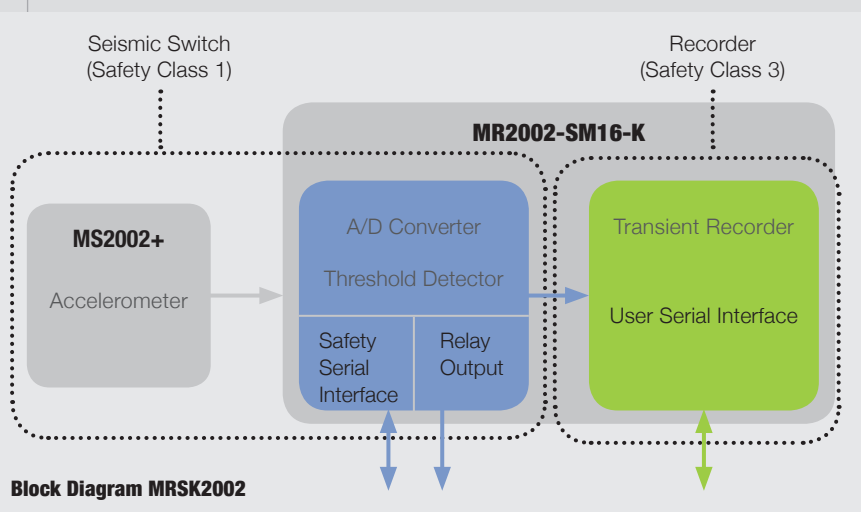 Seismic Switch
(Safety Class 1)
Recorder
(Safety Class 3)
MR2002-SM16-K
MS2002+
Accelerometer
A/D Converter
Threshold Detector
Safety
Serial
Interface
Relay
Output
Transient Recorder
User Serial Interface
Block Diagram MRSK2002